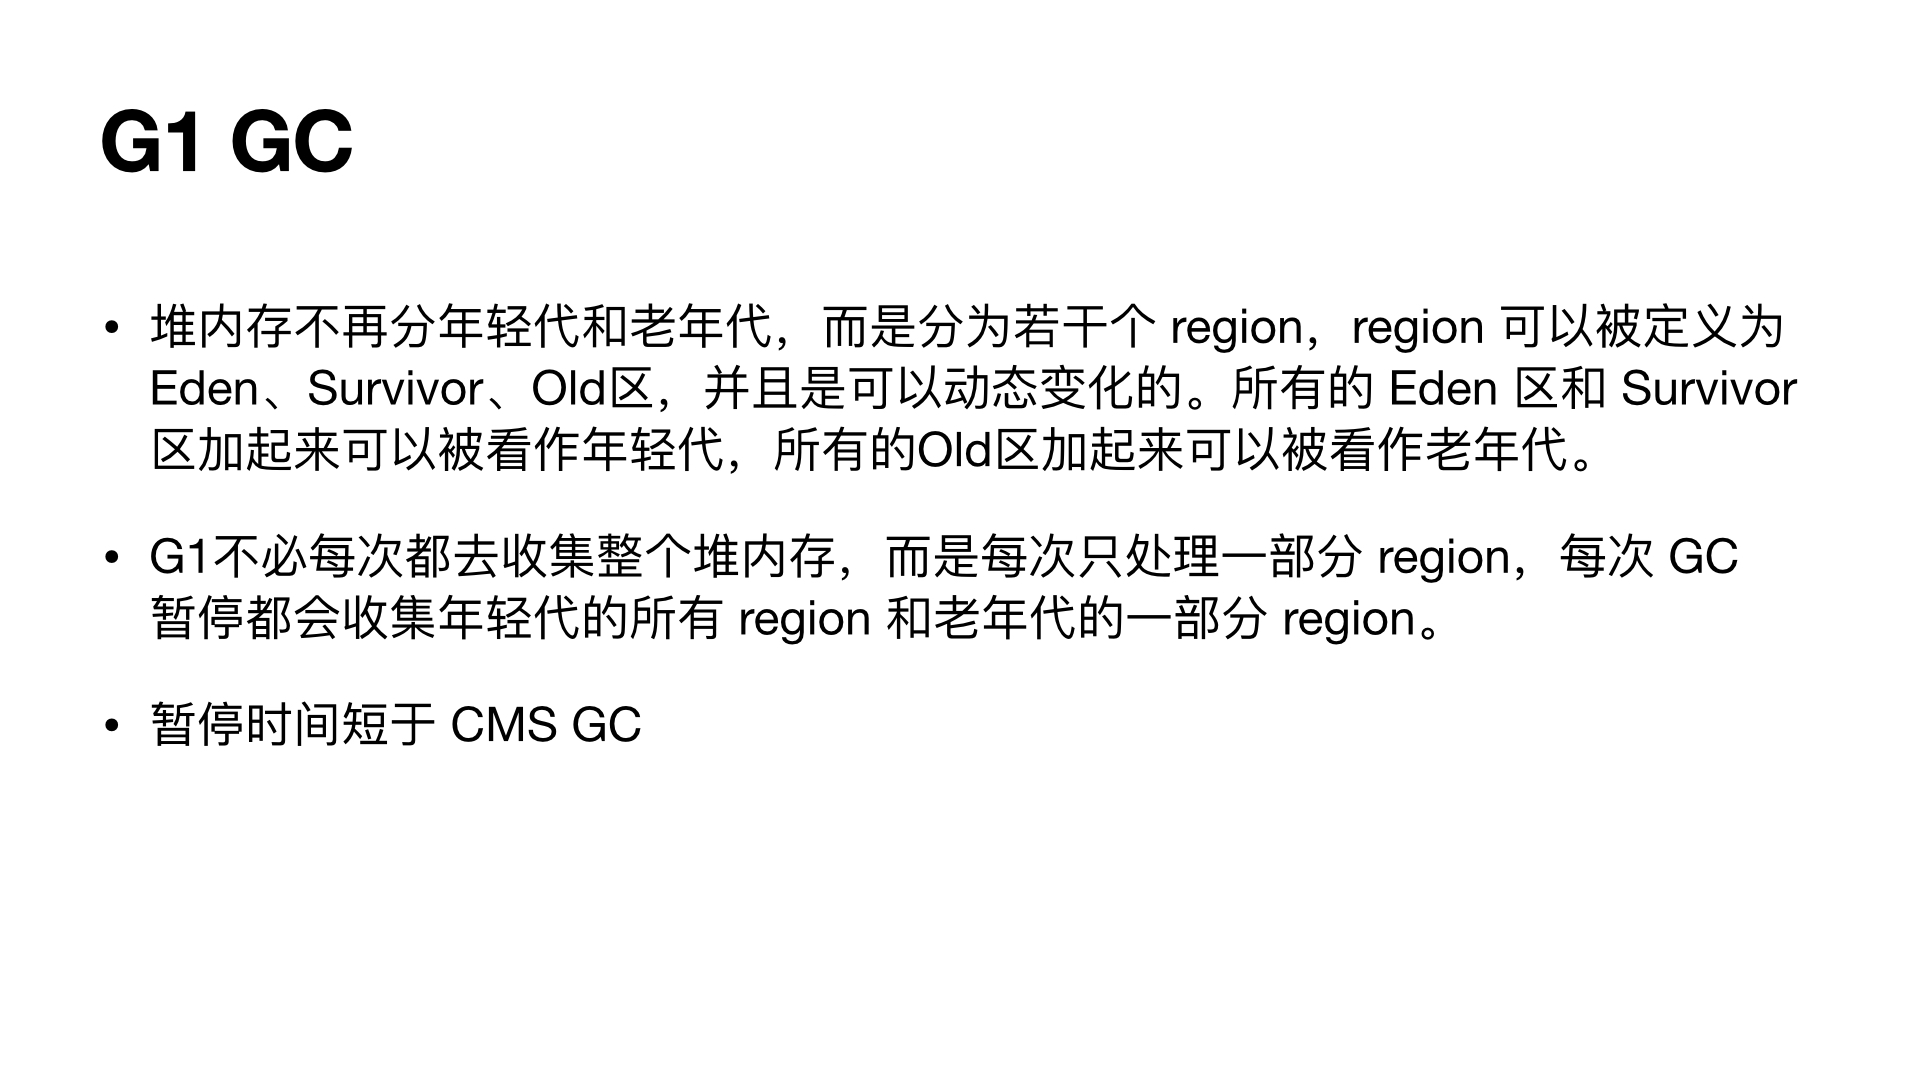 G1 GC
• 堆内存不再分年轻代和老年代，而是分为若干个 region，region 可以被定义为
Eden、Survivor、Old区，并且是可以动态变化的。所有的 Eden 区和 Survivor
区加起来可以被看作年轻代，所有的Old区加起来可以被看作老年代。
• G1不必每次都去收集整个堆内存，而是每次只处理一部分 region，每次 GC
暂停都会收集年轻代的所有 region 和老年代的一部分 region。
• 暂停时间短于 CMS GC